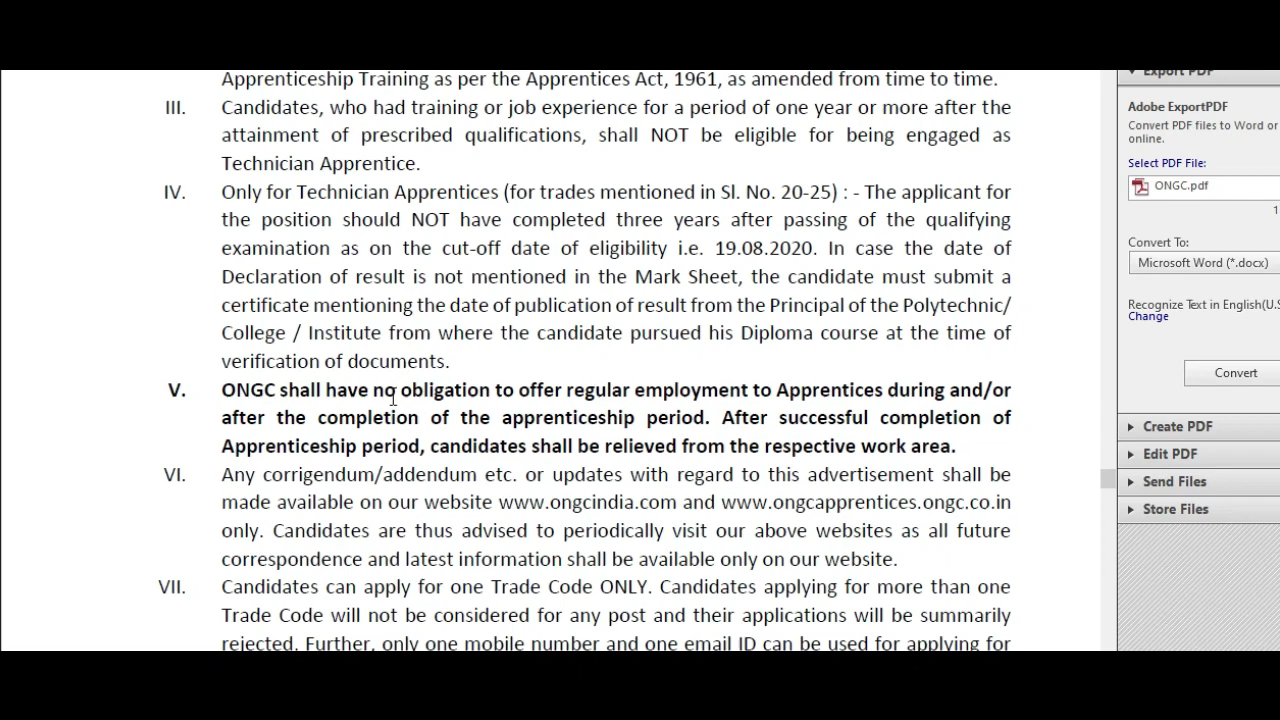 Apprenticeship Training as per the Apprentices Act, 1961, as amended from time to time.
III. Candidates, who had training or job experience for a period of one year or more after the
attainment of prescribed qualifications, shall NOT be eligible for being engaged as
Technician Apprentice.
IV. Only for Technician Apprentices (for trades mentioned in Sl. No. 20-25) : - The applicant for
the position should NOT have completed three years after passing of the qualifying
examination as on the cut-off date of eligibility i.e. 19.08.2020. In case the date of
Declaration of result is not mentioned in the Mark Sheet, the candidate must submit a
certificate mentioning the date of publication of result from the Principal of the Polytechnic/
College / Institute from where the candidate pursued his Diploma course at the time of
verification of documents.
V. ONGC shall have no obligation to offer regular employment to Apprentices during and/or
after the completion of the apprenticeship period. After successful completion of
Apprenticeship period, candidates shall be relieved from the respective work area.
VI. Any corrigendum/addendum etc. or updates with regard to this advertisement shall be
made available on our website www.ongcindia.com and www.ongcapprentices.ongc.co.in
only. Candidates are thus advised to periodically visit our above websites as all future
correspondence and latest information shall be available only on our website.
VII. Candidates can apply for one Trade Code ONLY. Candidates applying for more than one
Trade Code will not be considered for any post and their applications will be summarily
rejected. Further, only one mobile number and one email ID can be used for applying for
Export PDF
Adobe ExportPDF
Convert PDF files to Word or
online.
Select PDF File:
ONGC.pdf
1
Convert To:
Microsoft Word (*.docx)
Recognize Text in English(U.S
Change
Convert
Create PDF
Edit PDF
Send Files
Store Files